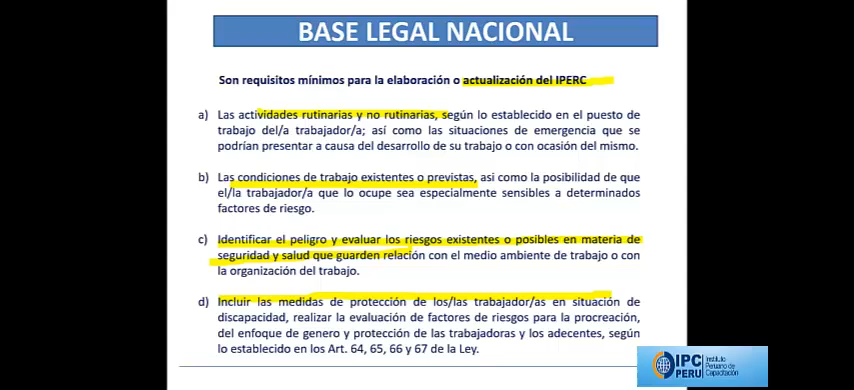 BASE LEGAL NACIONAL
Son requisitos mínimos para la elaboración o actualización del IPERC
a) Las actividades rutinarias y no rutinarias, según lo establecido en el puesto de
trabajo del/a trabajador/a; así como las situaciones de emergencia que se
podrían presentar a causa del desarrollo de su trabajo o con ocasión del mismo.
b) Las condiciones de trabajo existentes o previstas, asi como la posibilidad de que
el/la trabajador/a que lo ocupe sea especialmente sensibles a determinados
factores de riesgo.
c) Identificar el peligro y evaluar los riesgos existentes o posibles en materia de
seguridad y salud que guarden relación con el medio ambiente de trabajo o con
la organización del trabajo.
d) Incluir las medidas de protección de los/las trabajador/as en situación de
discapacidad, realizar la evaluación de factores de riesgos para la procreación,
del enfoque de genero y protección de las trabajadoras y los adecentes, según
lo establecido en los Art. 64, 65, 66 y 67 de la Ley.
IPC PERU
Instituto
Peruano de
Capacitación